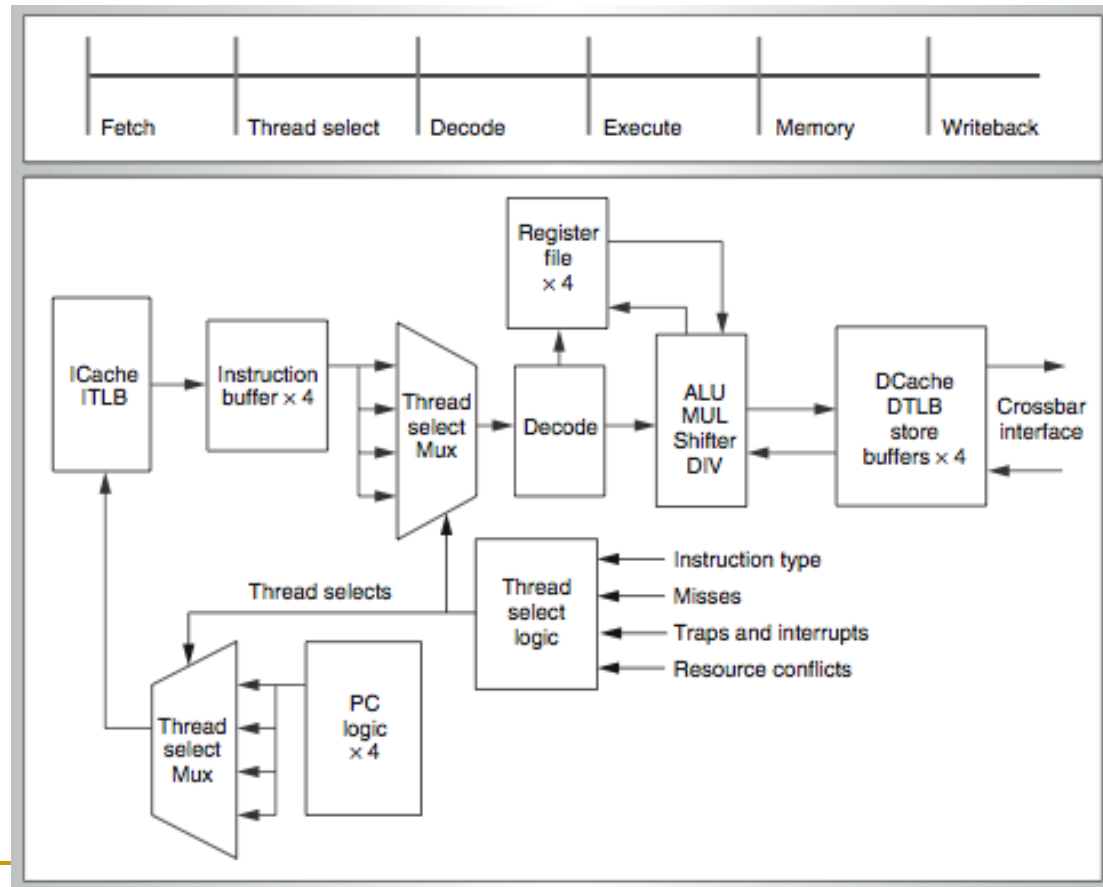 Fetch
Thread select
Decode
Execute
Memory
Writeback
Register
file
× 4
ICache
ITLB
Instruction
buffer × 4
Thread
select
Mux
Decode
ALU
MUL
Shifter
DIV
DCache
DTLB
store
buffers × 4
Crossbar
interface
Thread selects
Thread
select
logic
Instruction type
Misses
Traps and interrupts
Resource conflicts
Thread
select
Mux
PC
logic
× 4